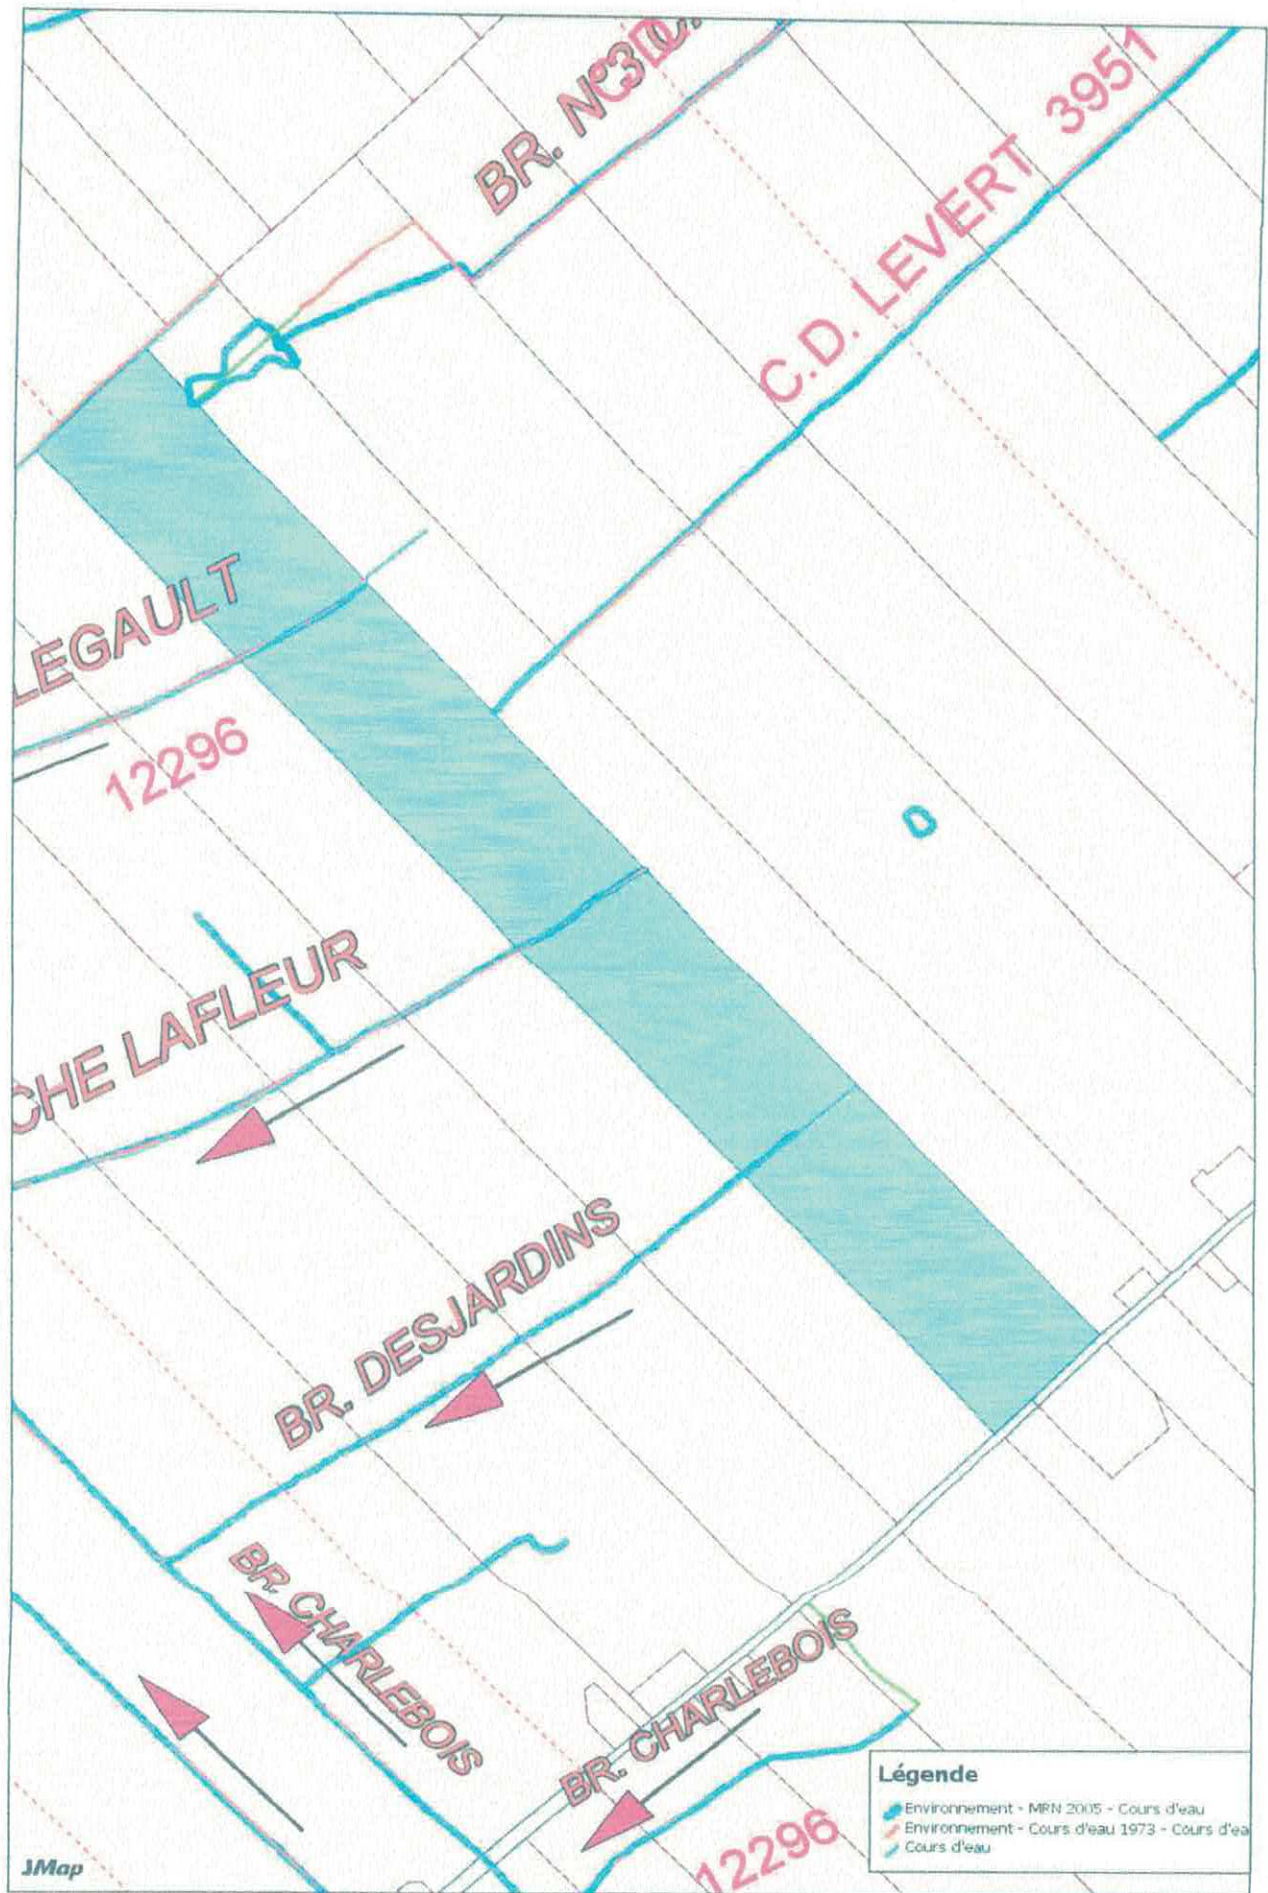 BR. N°3
C.D. LEVERT 3951
LEGAULT
12296
CHE LAFLEUR
BR. DESJARDINS
BR. CHARLEBOIS
BR. CHARLEBOIS
12296
Légende
Environnement - MRN 2005 - Cours d'eau
Environnement - Cours d'eau 1973 - Cours d'ea
Cours d'eau
JMap